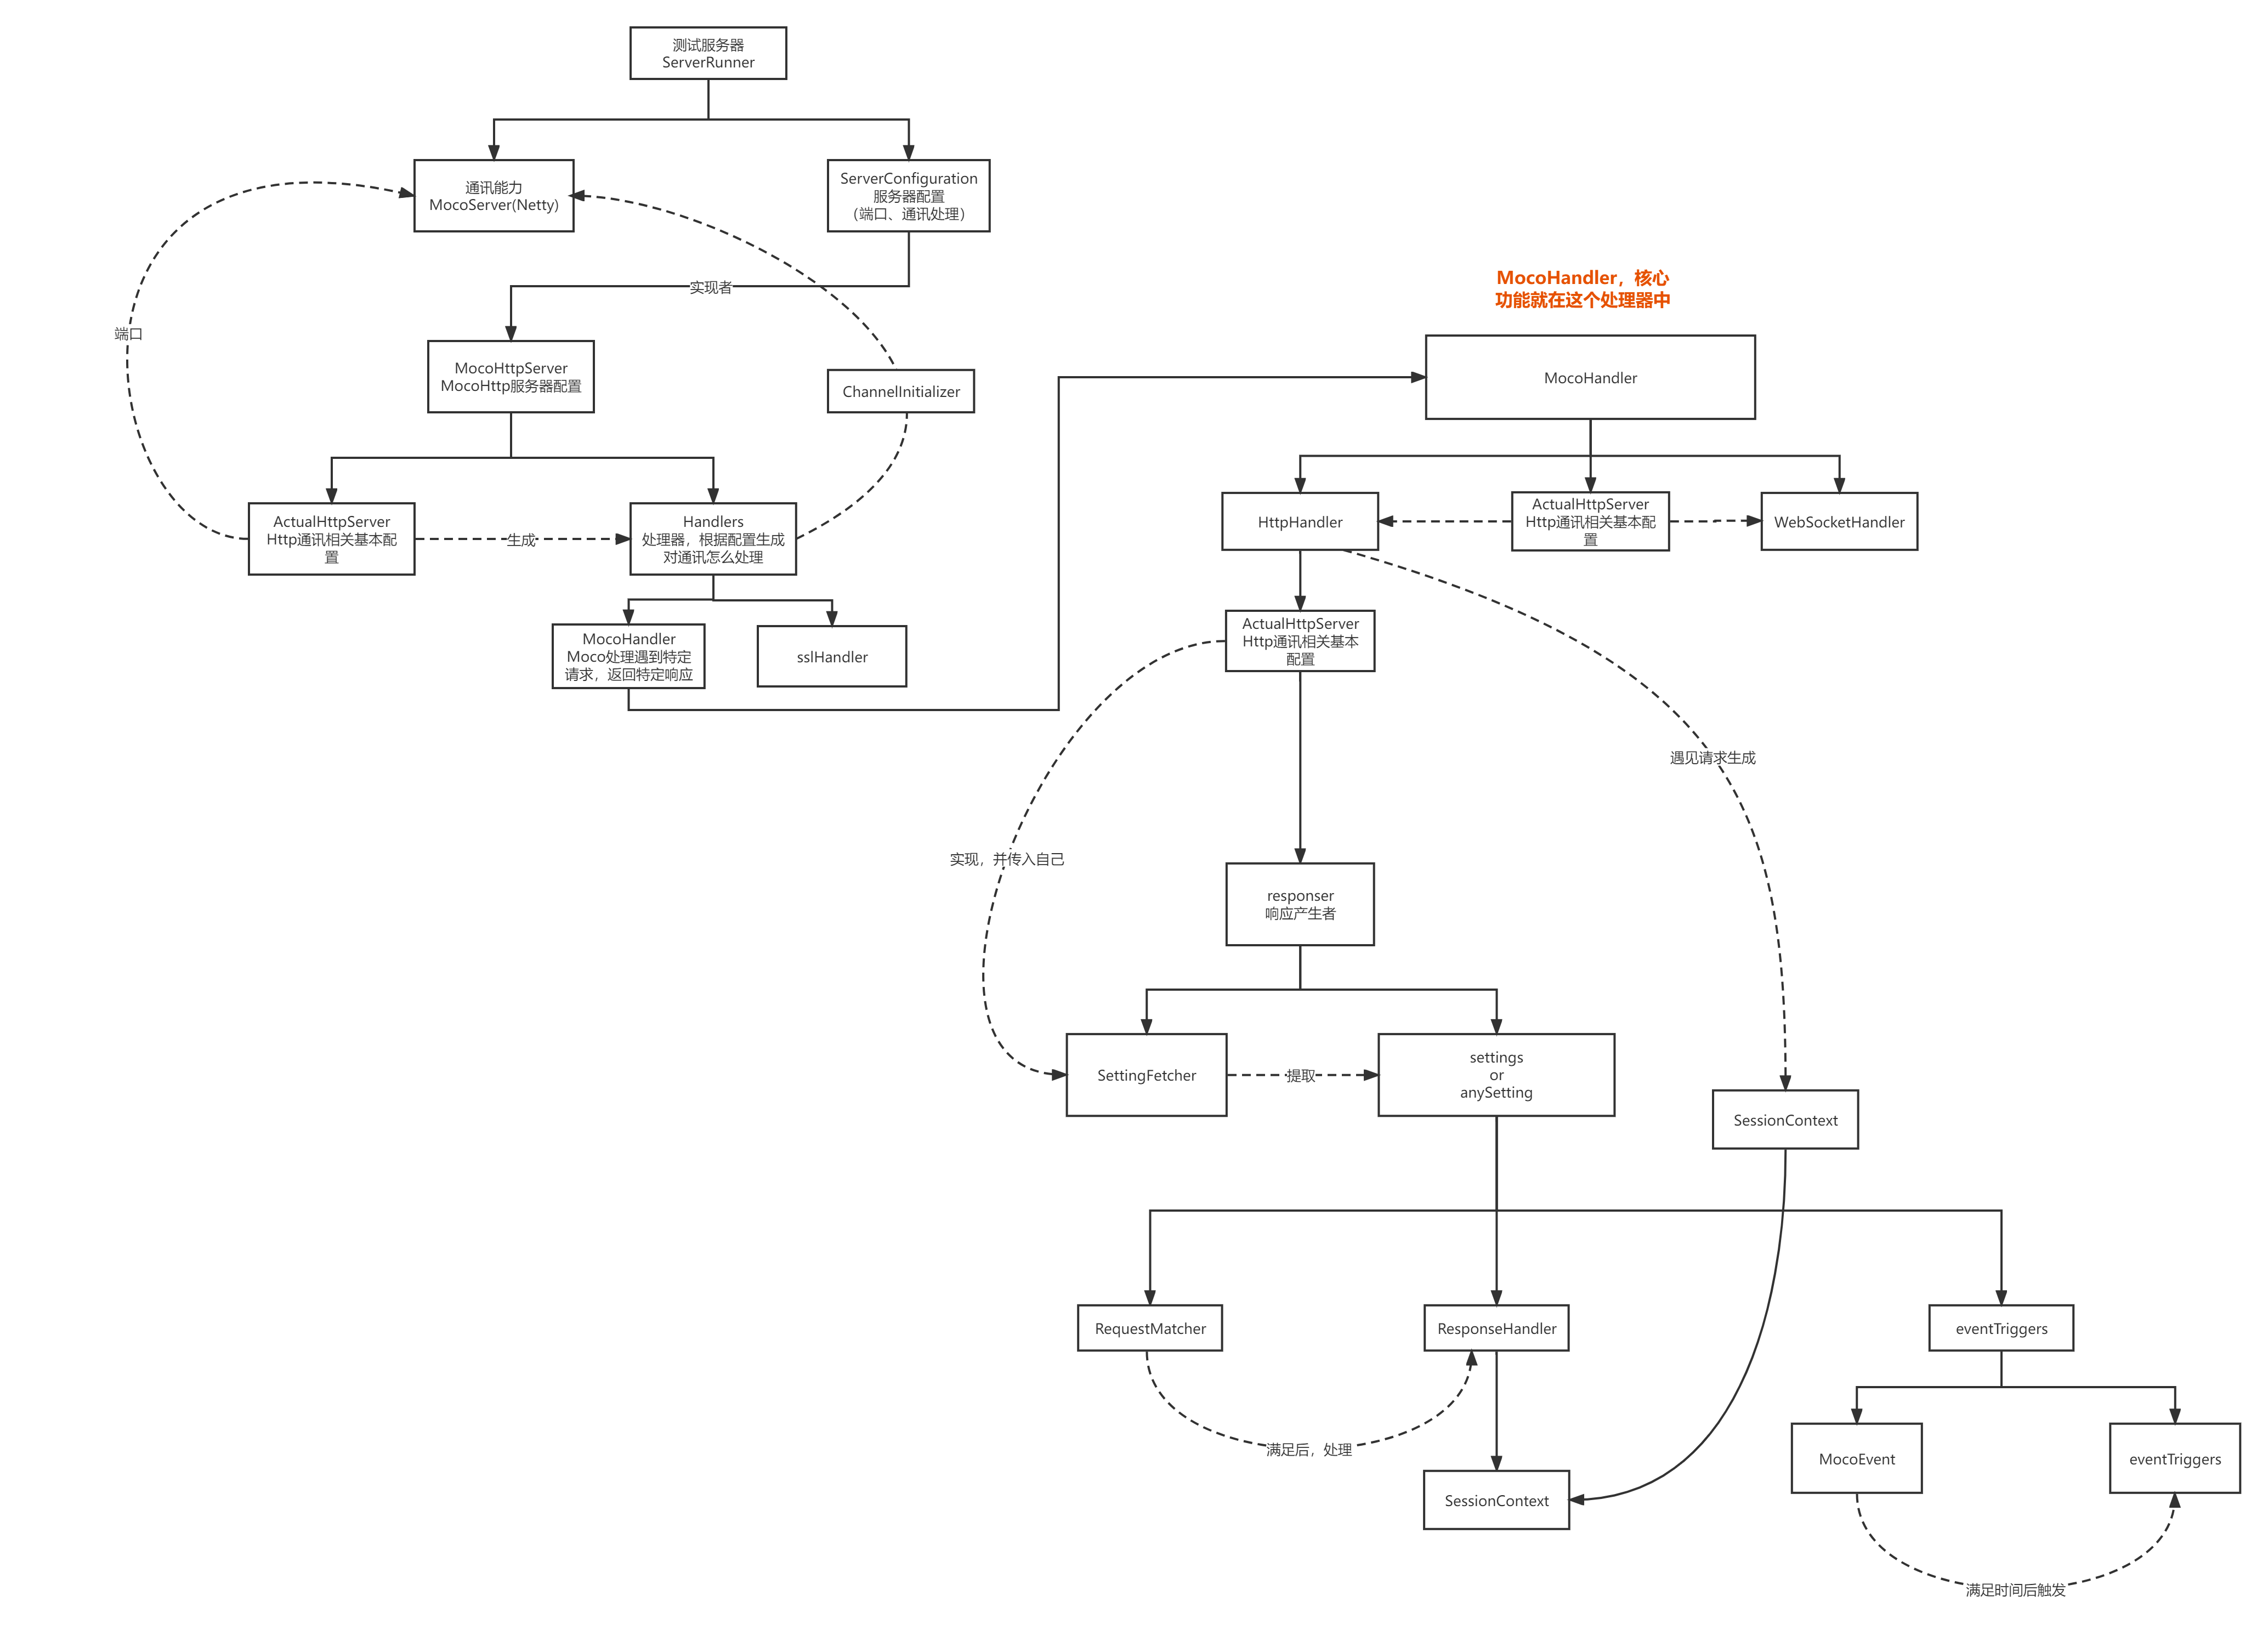 测试服务器
ServerRunner
通讯能力
MocoServer(Netty)
ServerConfiguration
服务器配置
（端口、通讯处理）
实现者
端口
MocoHttpServer
MocoHttp服务器配置
ChannelInitializer
ActualHttpServer
Http通讯相关基本配
置
生成
Handlers
处理器，根据配置生成
对通讯怎么处理
MocoHandler
Moco处理遇到特定
请求，返回特定响应
sslHandler
MocoHandler，核心
功能就在这个处理器中
MocoHandler
HttpHandler
ActualHttpServer
Http通讯相关基本配
置
WebSocketHandler
ActualHttpServer
Http通讯相关基本
配置
遇见请求生成
实现，并传入自己
responser
响应产生者
SettingFetcher
提取
settings
or
anySetting
SessionContext
RequestMatcher
ResponseHandler
eventTriggers
满足后，处理
SessionContext
MocoEvent
eventTriggers
满足时间后触发